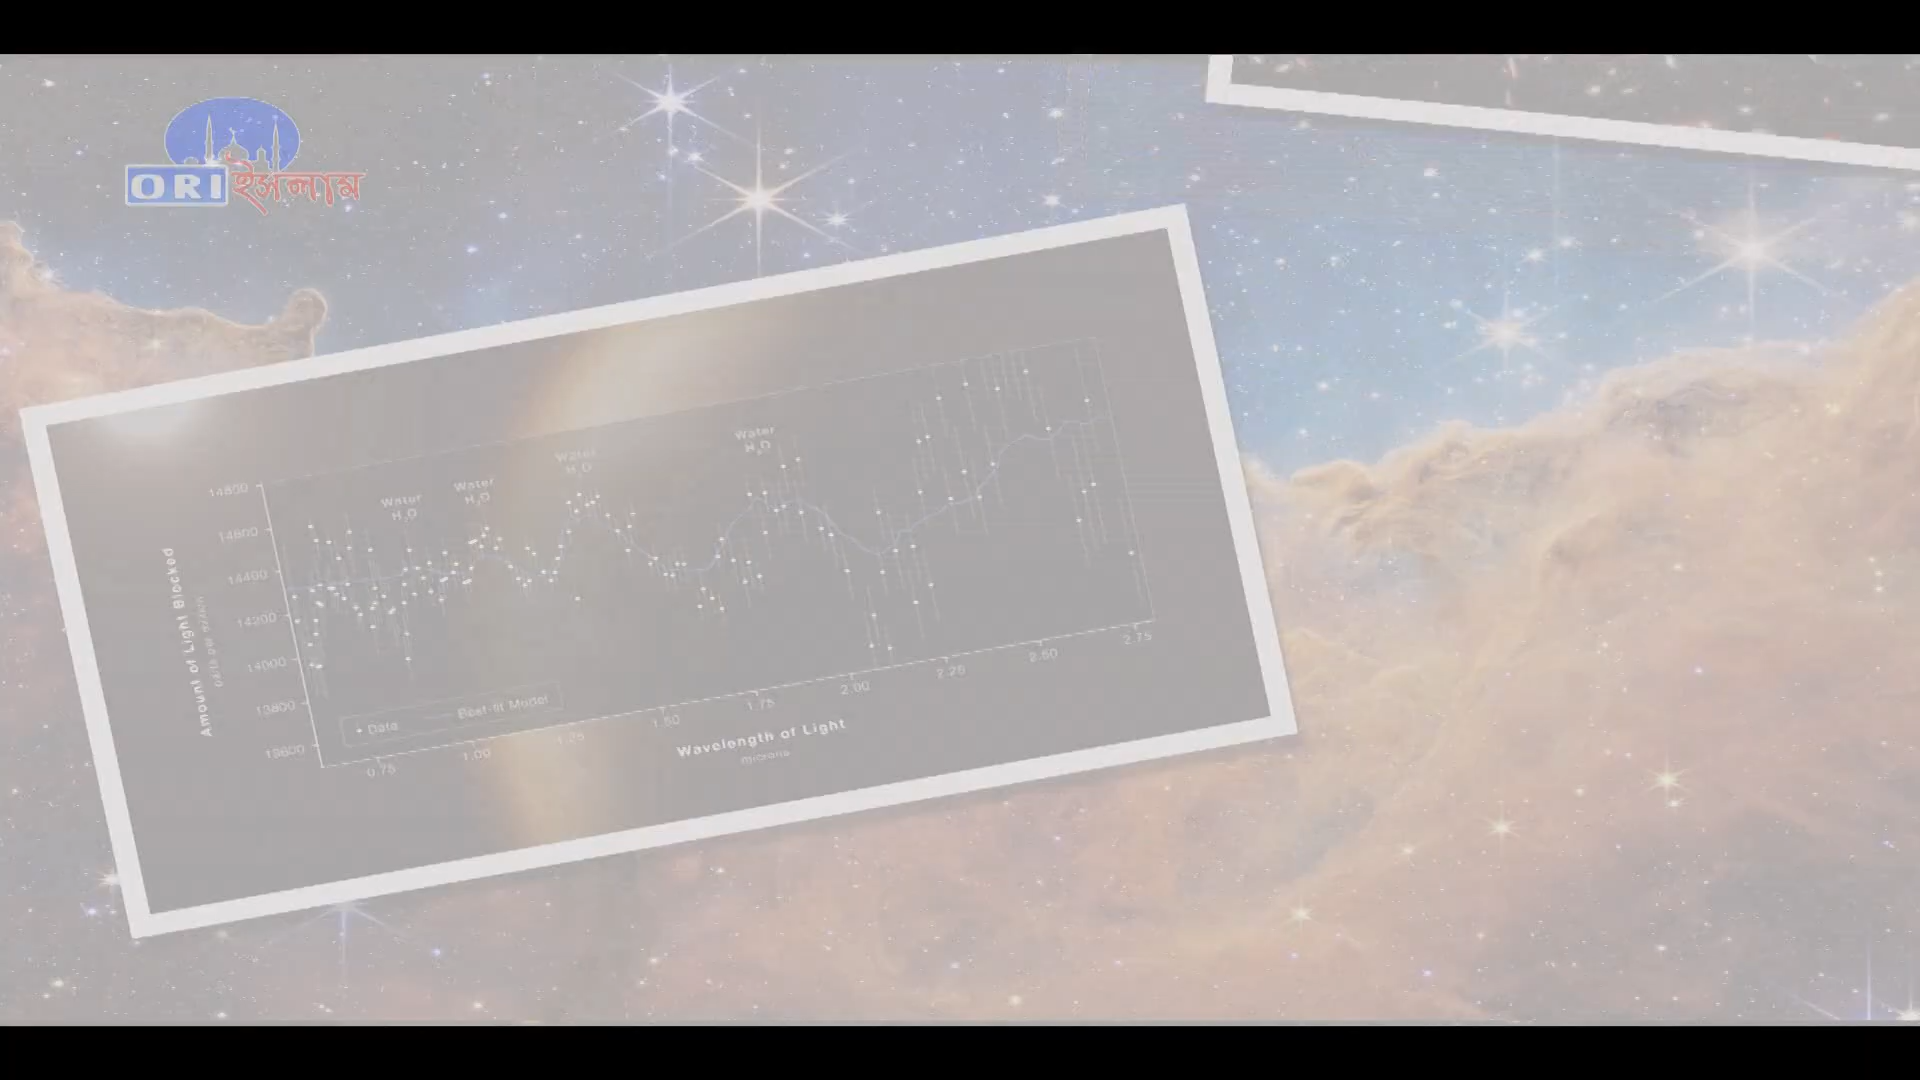 ORI ইসলাম
Water
H₂O
Water
H₂O
Water
H₂O
Water
H₂O
14800
14600
14400
14200
14000
13800
13600
Amount of Light Blocked
Data
Best-fit Model
0.75
1.00
1.25
1.50
1.75
2.00
2.25
2.50
2.75
Wavelength of Light
microns